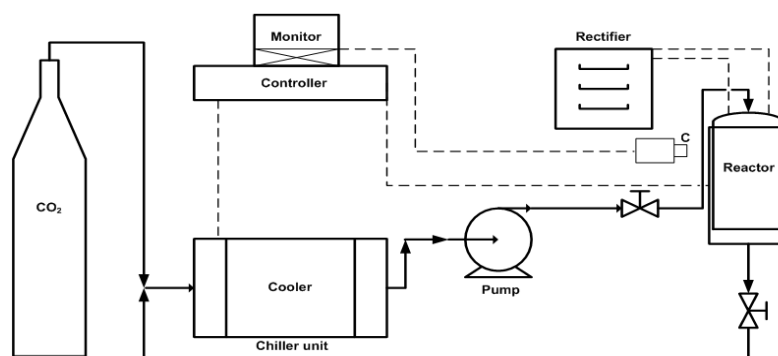 Monitor
Rectifier
Controller
C
Reactor
CO₂
Cooler
Pump
Chiller unit